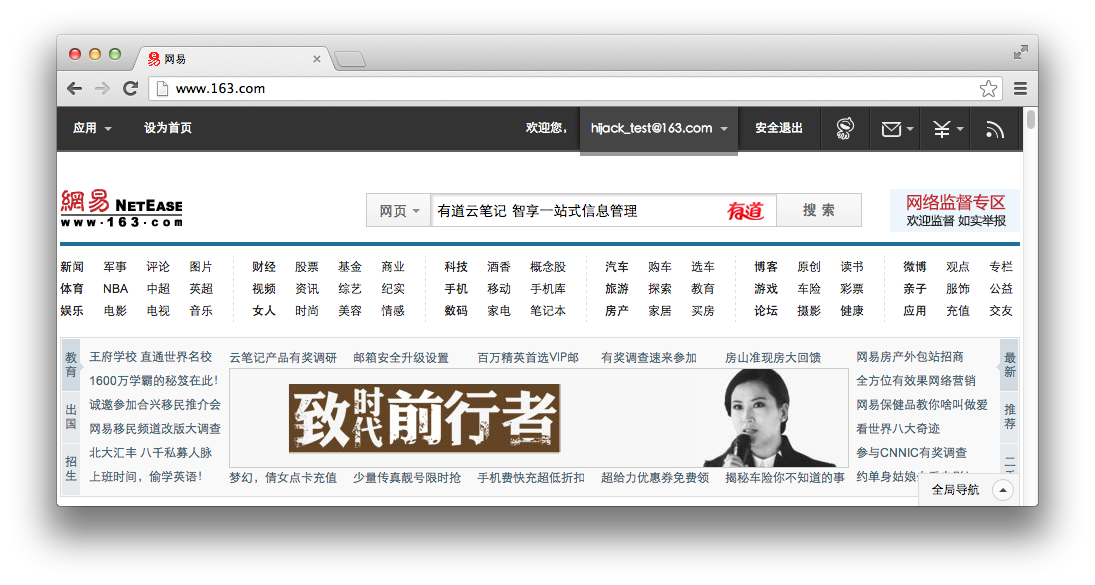 网易
www.163.com
应用 设为首页 欢迎您, hijack_test@163.com 安全退出
網易 NETEASE
www.163.com
网页 有道云笔记 智享一站式信息管理 有道 搜 索
网络监督专区
欢迎监督 如实举报
新闻 军事 评论 图片 财经 股票 基金 商业 科技 酒香 概念股 汽车 购车 选车 博客 原创 读书 微博 观点 专栏
体育 NBA 中超 英超 视频 资讯 综艺 纪实 手机 移动 手机库 旅游 探索 教育 游戏 车险 彩票 亲子 服饰 公益
娱乐 电影 电视 音乐 女人 时尚 美容 情感 数码 家电 笔记本 房产 家居 买房 论坛 摄影 健康 应用 充值 交友
教育
出国
招生
王府学校 直通世界名校
1600万学霸的秘笈在此!
诚邀参加合兴移民推介会
网易移民频道改版大调查
北大汇丰 八千私募人脉
上班时间，偷学英语!
云笔记产品有奖调研 邮箱安全升级设置 百万精英首选VIP邮 有奖调查速来参加 房山准现房大回馈
致时代前行者
梦幻，倩女点卡充值 少量传真靓号限时抢 手机费快充超低折扣 超给力优惠券免费领 揭秘车险你不知道的事
网易房产外包站招商
全方位有效果网络营销
网易保健品教你啥叫做爱
看世界八大奇迹
参与CNNIC有奖调查
约单身姑娘
最新
推荐
二
全局导航